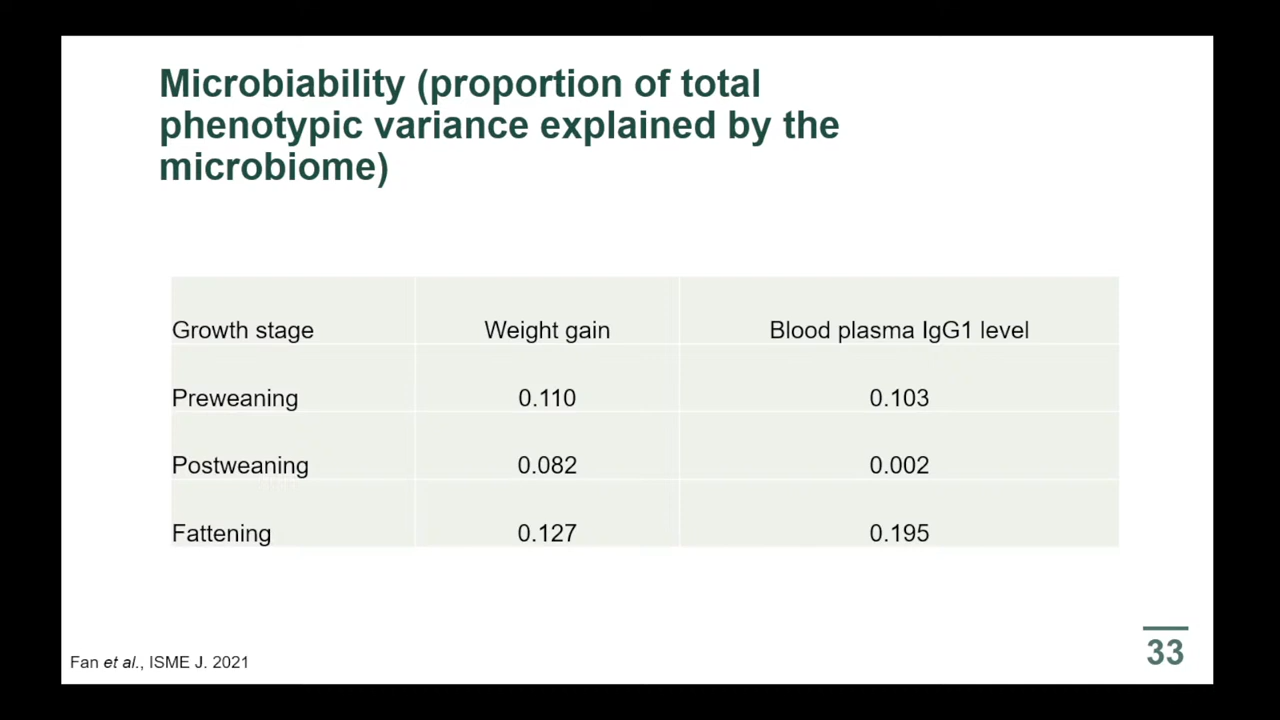 Microbiability (proportion of total
phenotypic variance explained by the
microbiome)
Growth stage Weight gain Blood plasma IgG1 level
Preweaning 0.110 0.103
Postweaning 0.082 0.002
Fattening 0.127 0.195
Fan et al., ISME J. 2021
33